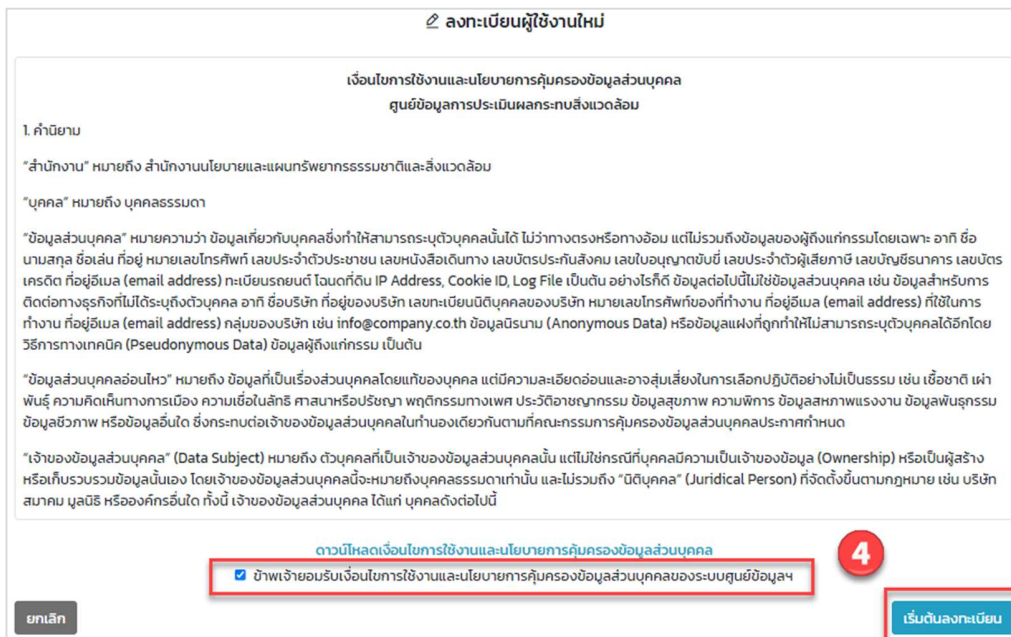 ลงทะเบียนผู้ใช้งานใหม่
เงื่อนไขการใช้งานและนโยบายการคุ้มครองข้อมูลส่วนบุคคล
ศูนย์ข้อมูลการประเมินผลกระทบสิ่งแวดล้อม
1. คำนิยาม
“สำนักงาน” หมายถึง สำนักงานนโยบายและแผนทรัพยากรธรรมชาติและสิ่งแวดล้อม
“บุคคล” หมายถึง บุคคลธรรมดา
“ข้อมูลส่วนบุคคล” หมายความว่า ข้อมูลเกี่ยวกับบุคคลซึ่งทำให้สามารถระบุตัวบุคคลนั้นได้ ไม่ว่าทางตรงหรือทางอ้อม แต่ไม่รวมถึงข้อมูลของผู้ถึงแก่กรรมโดยเฉพาะ อาทิ ชื่อ
นามสกุล ชื่อเล่น ที่อยู่ หมายเลขโทรศัพท์ เลขประจำตัวประชาชน เลขหนังสือเดินทาง เลขบัตรประกันสังคม เลขใบอนุญาตขับขี่ เลขประจำตัวผู้เสียภาษี เลขบัญชีธนาคาร เลขบัตร
เครดิต ที่อยู่อีเมล (email address) ทะเบียนรถยนต์ โฉนดที่ดิน IP Address, Cookie ID, Log File เป็นต้น อย่างไรก็ดี ข้อมูลต่อไปนี้ไม่ใช่ข้อมูลส่วนบุคคล เช่น ข้อมูลสำหรับการ
ติดต่อทางธุรกิจที่ไม่ได้ระบุถึงตัวบุคคล อาทิ ชื่อบริษัท ที่อยู่ของบริษัท เลขทะเบียนนิติบุคคลของบริษัท หมายเลขโทรศัพท์ของที่ทำงาน ที่อยู่อีเมล (email address) ที่ใช้ในการ
ทำงาน ที่อยู่อีเมล (email address) กลุ่มของบริษัท เช่น info@company.co.th ข้อมูลนิรนาม (Anonymous Data) หรือข้อมูลแฝงที่ถูกทำให้ไม่สามารถระบุตัวบุคคลได้อีกโดย
วิธีการทางเทคนิค (Pseudonymous Data) ข้อมูลผู้ถึงแก่กรรม เป็นต้น
“ข้อมูลส่วนบุคคลอ่อนไหว” หมายถึง ข้อมูลที่เป็นเรื่องส่วนบุคคลโดยแท้ของบุคคล แต่มีความละเอียดอ่อนและอาจสุ่มเสี่ยงในการเลือกปฏิบัติอย่างไม่เป็นธรรม เช่น เชื้อชาติ เผ่า
พันธุ์ ความคิดเห็นทางการเมือง ความเชื่อในลัทธิ ศาสนาหรือปรัชญา พฤติกรรมทางเพศ ประวัติอาชญากรรม ข้อมูลสุขภาพ ความพิการ ข้อมูลสหภาพแรงงาน ข้อมูลพันธุกรรม
ข้อมูลชีวภาพ หรือข้อมูลอื่นใด ซึ่งกระทบต่อเจ้าของข้อมูลส่วนบุคคลในทำนองเดียวกันตามที่คณะกรรมการคุ้มครองข้อมูลส่วนบุคคลประกาศกำหนด
“เจ้าของข้อมูลส่วนบุคคล” (Data Subject) หมายถึง ตัวบุคคลที่เป็นเจ้าของข้อมูลส่วนบุคคลนั้น แต่ไม่ใช่กรณีที่บุคคลมีความเป็นเจ้าของข้อมูล (Ownership) หรือเป็นผู้สร้าง
หรือเก็บรวบรวมข้อมูลนั้นเอง โดยเจ้าของข้อมูลส่วนบุคคลนี้จะหมายถึงบุคคลธรรมดาเท่านั้น และไม่รวมถึง “นิติบุคคล” (Juridical Person) ที่จัดตั้งขึ้นตามกฎหมาย เช่น บริษัท
สมาคม มูลนิธิ หรือองค์กรอื่นใด ทั้งนี้ เจ้าของข้อมูลส่วนบุคคล ได้แก่ บุคคลดังต่อไปนี้
ดาวน์โหลดเงื่อนไขการใช้งานและนโยบายการคุ้มครองข้อมูลส่วนบุคคล
4
ข้าพเจ้ายอมรับเงื่อนไขการใช้งานและนโยบายการคุ้มครองข้อมูลส่วนบุคคลของระบบศูนย์ข้อมูลฯ
ยกเลิก
เริ่มต้นลงทะเบียน